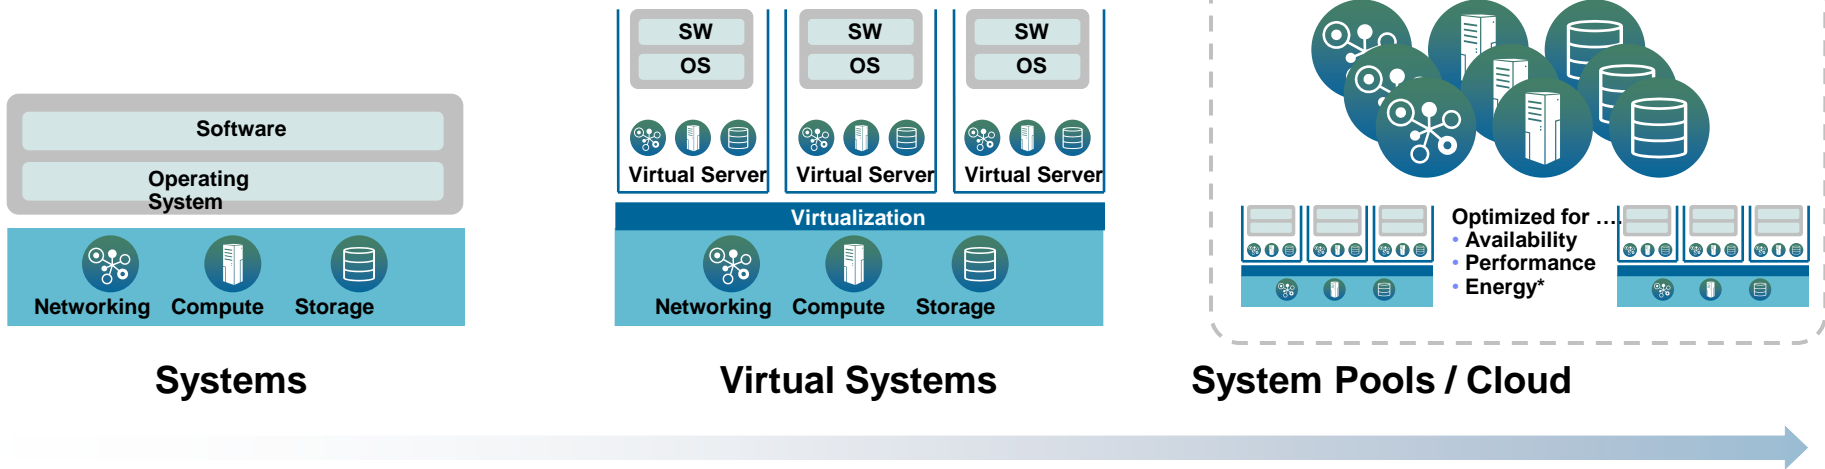 Software
Operating
System
Networking Compute Storage
Systems
SW SW SW
OS OS OS
Virtual Server Virtual Server Virtual Server
Virtualization
Networking Compute Storage
Virtual Systems
Optimized for ….
• Availability
• Performance
• Energy*
System Pools / Cloud